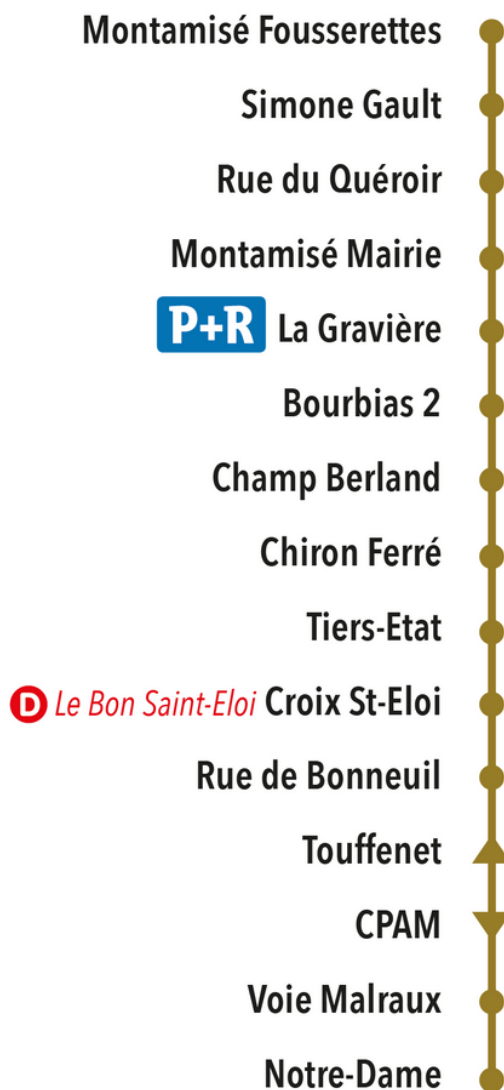 Montamisé Fousserettes
Simone Gault
Rue du Quéroir
Montamisé Mairie
P+R La Gravière
Bourbias 2
Champ Berland
Chiron Ferré
Tiers-Etat
D Le Bon Saint-Eloi Croix St-Eloi
Rue de Bonneuil
Touffenet
CPAM
Voie Malraux
Notre-Dame